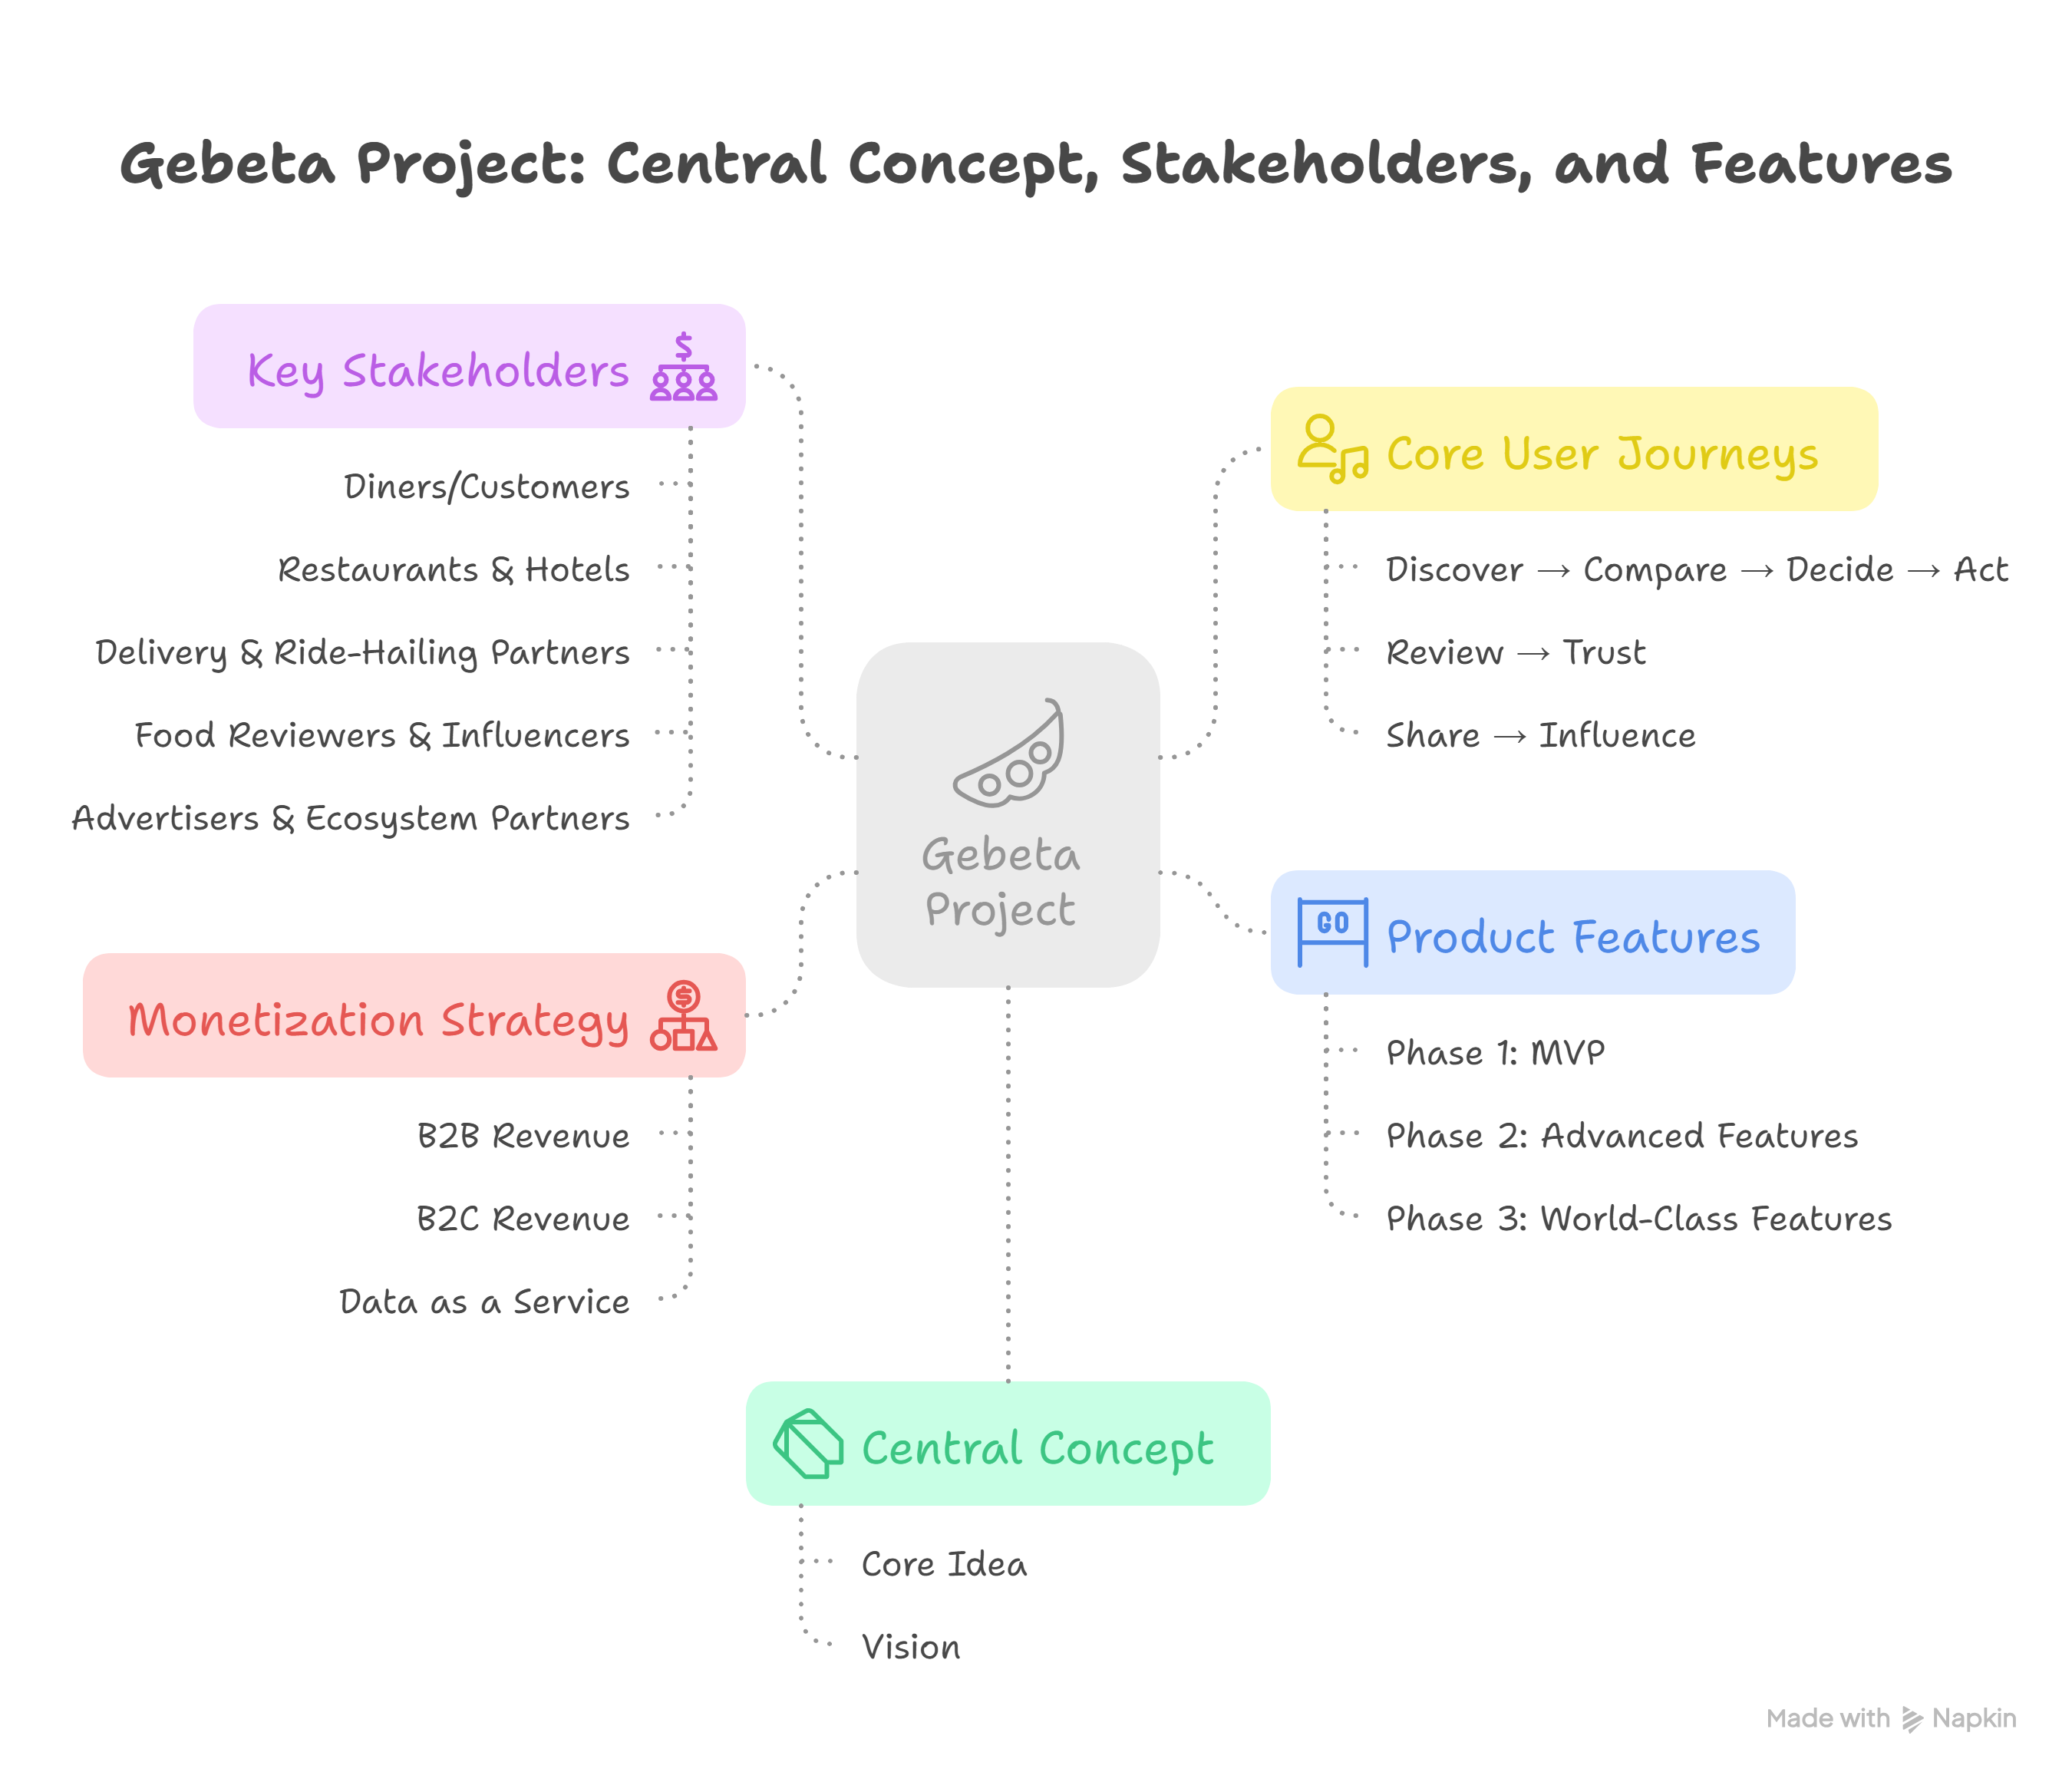 Gebeta Project: Central Concept, Stakeholders, and Features
Key Stakeholders
Diners/Customers
Restaurants & Hotels
Delivery & Ride-Hailing Partners
Food Reviewers & Influencers
Advertisers & Ecosystem Partners
Monetization Strategy
B2B Revenue
B2C Revenue
Data as a Service
Gebeta
Project
Core User Journeys
Discover → Compare → Decide → Act
Review → Trust
Share → Influence
GO
Product Features
Phase 1: MVP
Phase 2: Advanced Features
Phase 3: World-Class Features
Central Concept
Core Idea
Vision
Made with Napkin